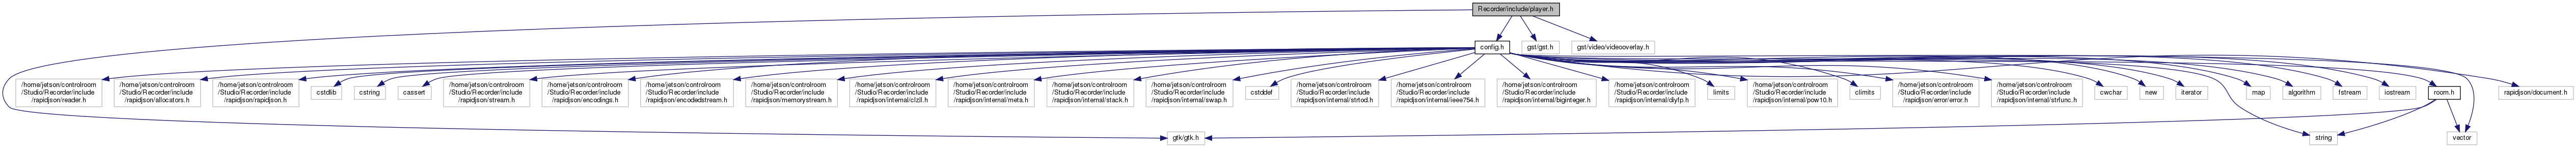 Recorder/include/player.h
config.h
gst/gst.h
gst/video/videooverlay.h
/home/jetson/controlroom
/Studio/Recorder/include
/rapidjson/reader.h
/home/jetson/controlroom
/Studio/Recorder/include
/rapidjson/allocators.h
/home/jetson/controlroom
/Studio/Recorder/include
/rapidjson/rapidjson.h
cstdlib
cstring
cassert
/home/jetson/controlroom
/Studio/Recorder/include
/rapidjson/stream.h
/home/jetson/controlroom
/Studio/Recorder/include
/rapidjson/encodings.h
/home/jetson/controlroom
/Studio/Recorder/include
/rapidjson/encodedstream.h
/home/jetson/controlroom
/Studio/Recorder/include
/rapidjson/memorystream.h
/home/jetson/controlroom
/Studio/Recorder/include
/rapidjson/internal/clzll.h
/home/jetson/controlroom
/Studio/Recorder/include
/rapidjson/internal/meta.h
/home/jetson/controlroom
/Studio/Recorder/include
/rapidjson/internal/stack.h
/home/jetson/controlroom
/Studio/Recorder/include
/rapidjson/internal/swap.h
cstddef
/home/jetson/controlroom
/Studio/Recorder/include
/rapidjson/internal/strtod.h
/home/jetson/controlroom
/Studio/Recorder/include
/rapidjson/internal/ieee754.h
/home/jetson/controlroom
/Studio/Recorder/include
/rapidjson/internal/biginteger.h
/home/jetson/controlroom
/Studio/Recorder/include
/rapidjson/internal/diyfp.h
limits
/home/jetson/controlroom
/Studio/Recorder/include
/rapidjson/internal/pow10.h
climits
/home/jetson/controlroom
/Studio/Recorder/include
/rapidjson/error/error.h
/home/jetson/controlroom
/Studio/Recorder/include
/rapidjson/internal/strfunc.h
cwchar
new
iterator
map
algorithm
fstream
iostream
room.h
rapidjson/document.h
gtk/gtk.h
string
vector